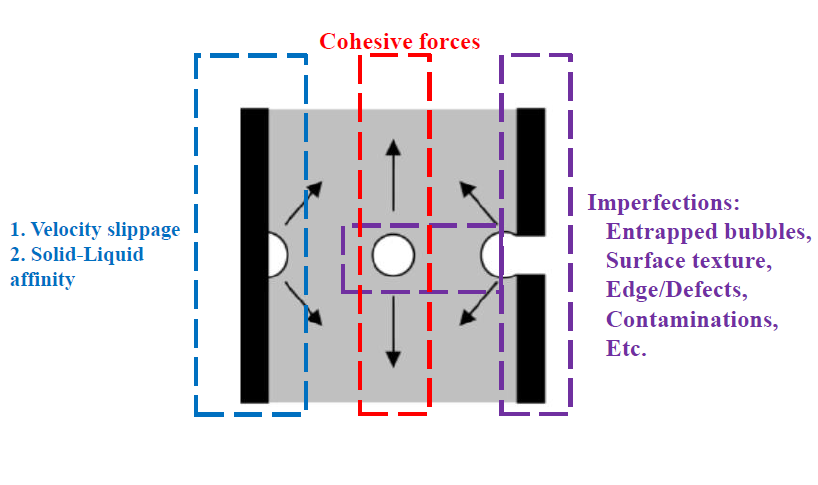 Cohesive forces
1. Velocity slippage
2. Solid-Liquid
affinity
Imperfections:
Entrapped bubbles,
Surface texture,
Edge/Defects,
Contaminations,
Etc.